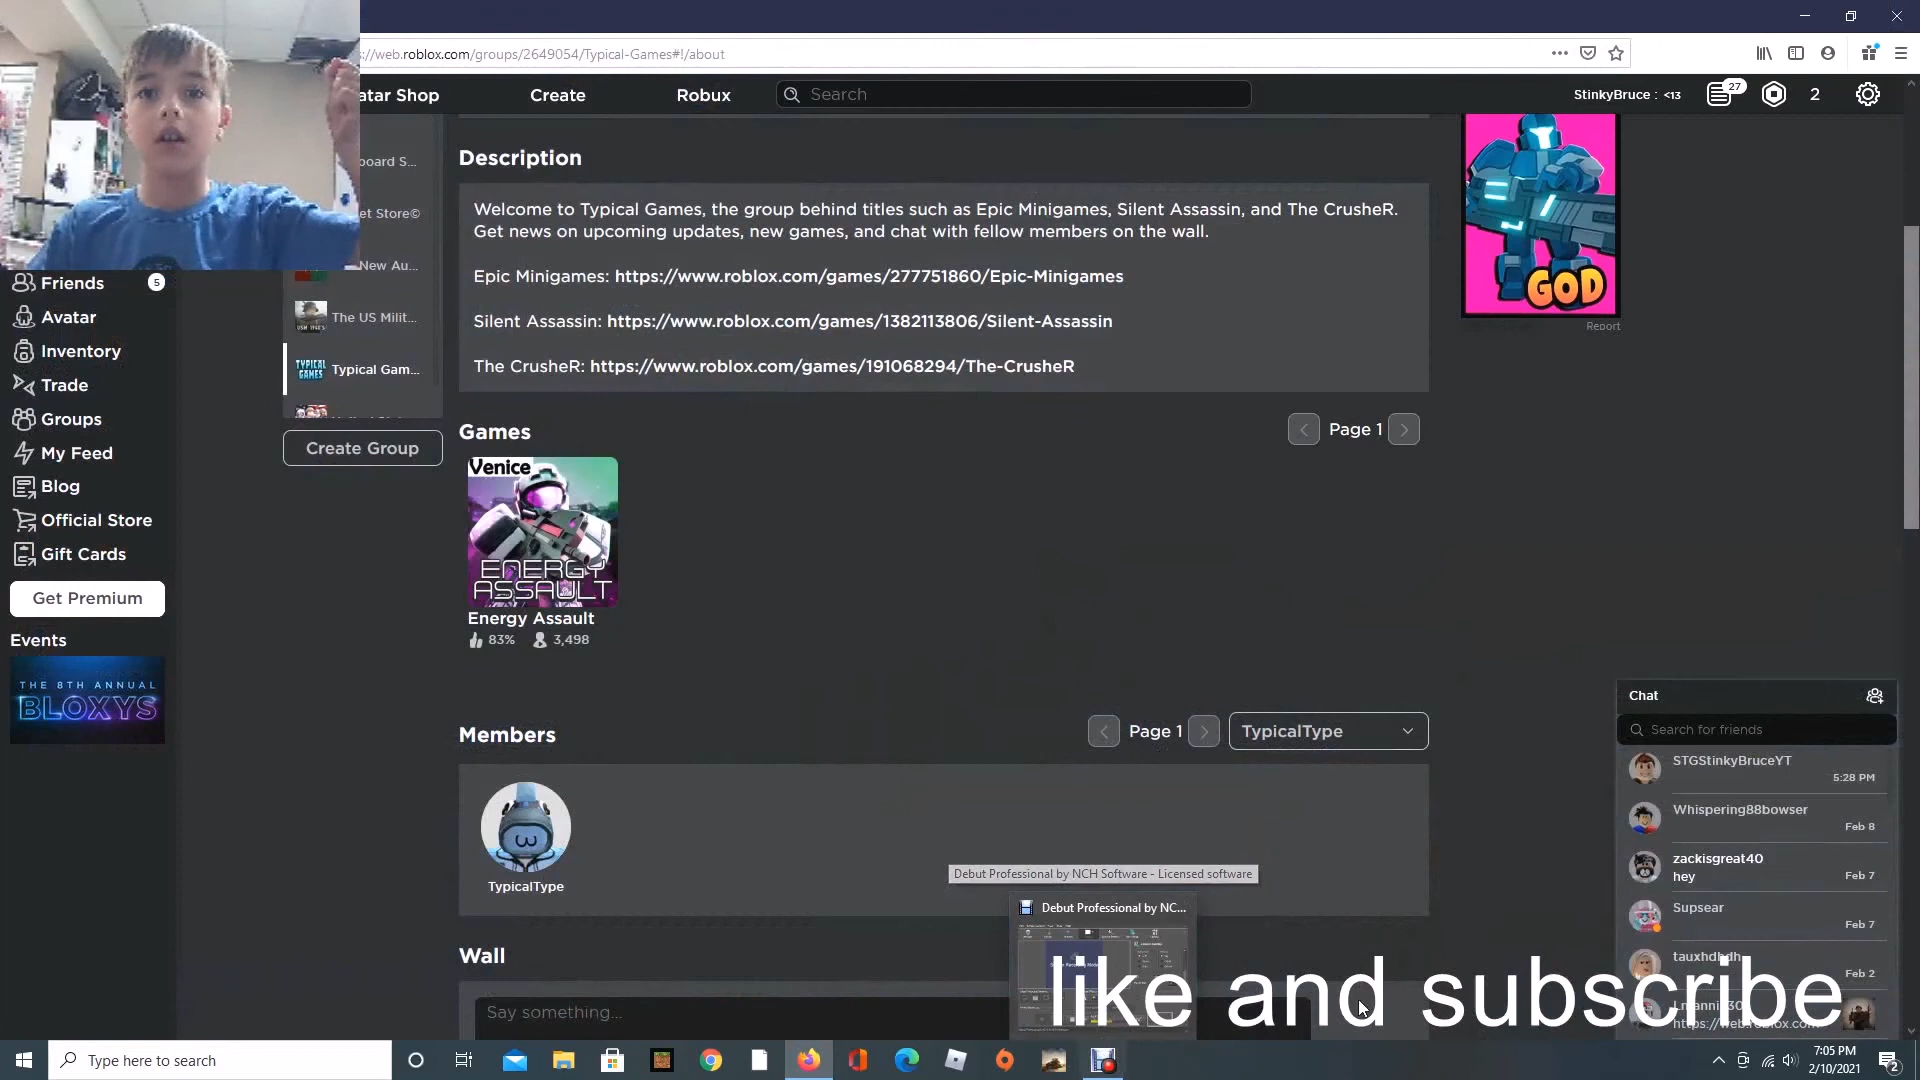 ://web.roblox.com/groups/2649054/Typical-Games#!/about
atar Shop
Create
Robux
Search
StinkyBruce : <13
27
2
board S...
et Store©
New Au...
The US Milit...
TYPICAL GAMES
Typical Gam...
Create Group
Friends
5
Avatar
Inventory
Trade
Groups
My Feed
Blog
Official Store
Gift Cards
Get Premium
Events
THE 8TH ANNUAL
BLOXYS
Description
Welcome to Typical Games, the group behind titles such as Epic Minigames, Silent Assassin, and The CrusheR.
Get news on upcoming updates, new games, and chat with fellow members on the wall.
Epic Minigames: https://www.roblox.com/games/277751860/Epic-Minigames
Silent Assassin: https://www.roblox.com/games/1382113806/Silent-Assassin
The CrusheR: https://www.roblox.com/games/191068294/The-CrusheR
GOD
Report
Games
Page 1
Venice
ENERGY
ASSAULT
Energy Assault
83%
3,498
Members
Page 1
TypicalType
TypicalType
Wall
Say something...
Debut Professional by NCH Software - Licensed software
Debut Professional by NC...
Chat
Search for friends
STGStinkyBruceYT
5:28 PM
Whispering88bowser
Feb 8
zackisgreat40
hey
Feb 7
Supsear
Feb 7
tauxhdhdh
Feb 2
https://web.roblox.com
like and subscribe
Type here to search
7:05 PM
2/10/2021
2